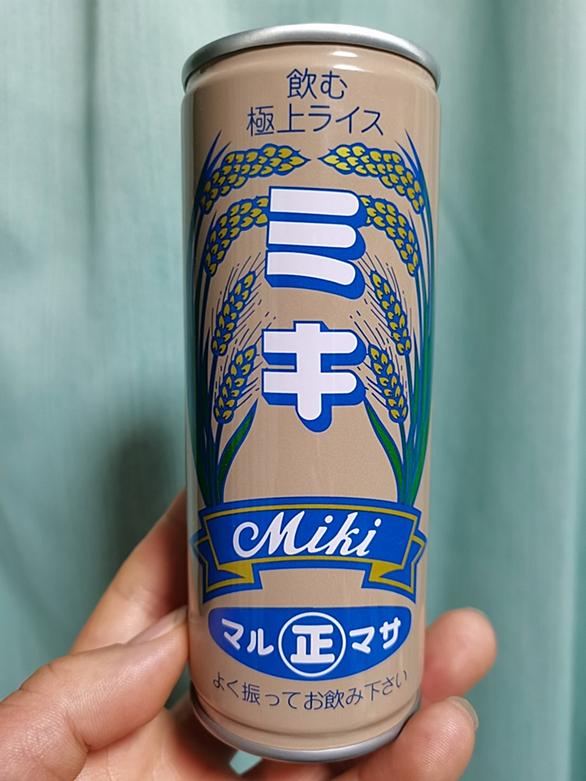 飲む
極上ライス
ミキ
Miki
マル正マサ
よく振ってお飲み下さい